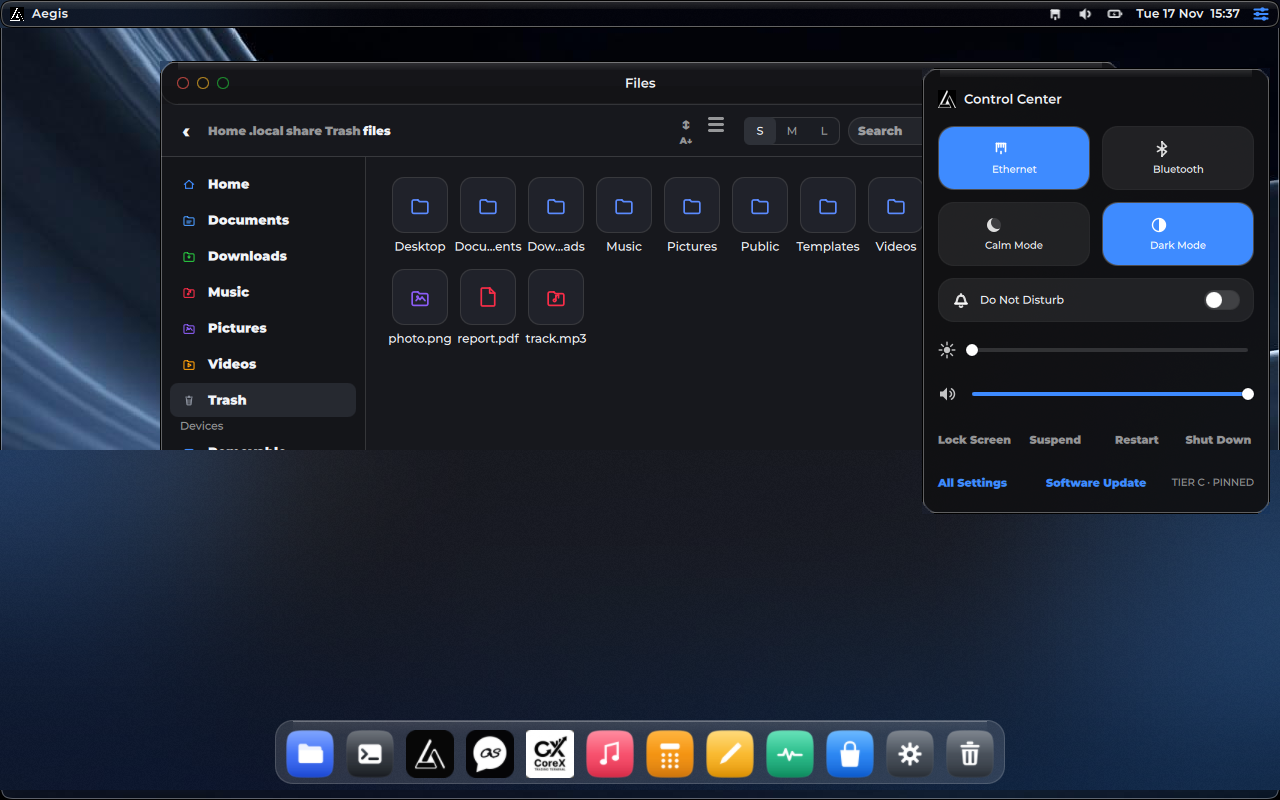 Aegis
Tue 17 Nov 15:37
Files
Home .local share Trash files
A+
S M L
Search
Home
Documents
Downloads
Music
Pictures
Videos
Trash
Devices
Desktop Docu...ents Dow...ads Music Pictures Public Templates Videos
photo.png report.pdf track.mp3
Control Center
Ethernet
Bluetooth
Calm Mode
Dark Mode
Do Not Disturb
Lock Screen Suspend Restart Shut Down
All Settings Software Update TIER C · PINNED
as
CX
CoreX